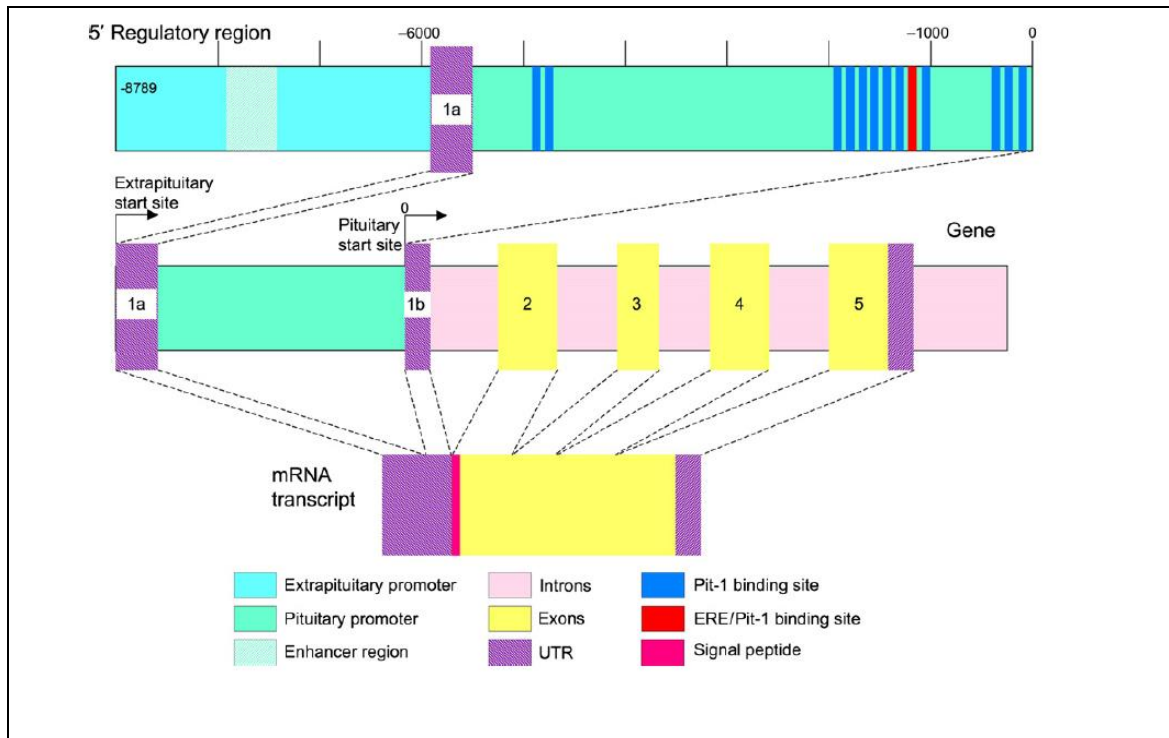 5′ Regulatory region
−6000
−1000
0
-8789
1a
Extrapituitary
start site
0
Pituitary
start site
Gene
1a
1b
2
3
4
5
mRNA
transcript
Extrapituitary promoter
Introns
Pit-1 binding site
Pituitary promoter
Exons
ERE/Pit-1 binding site
Enhancer region
UTR
Signal peptide